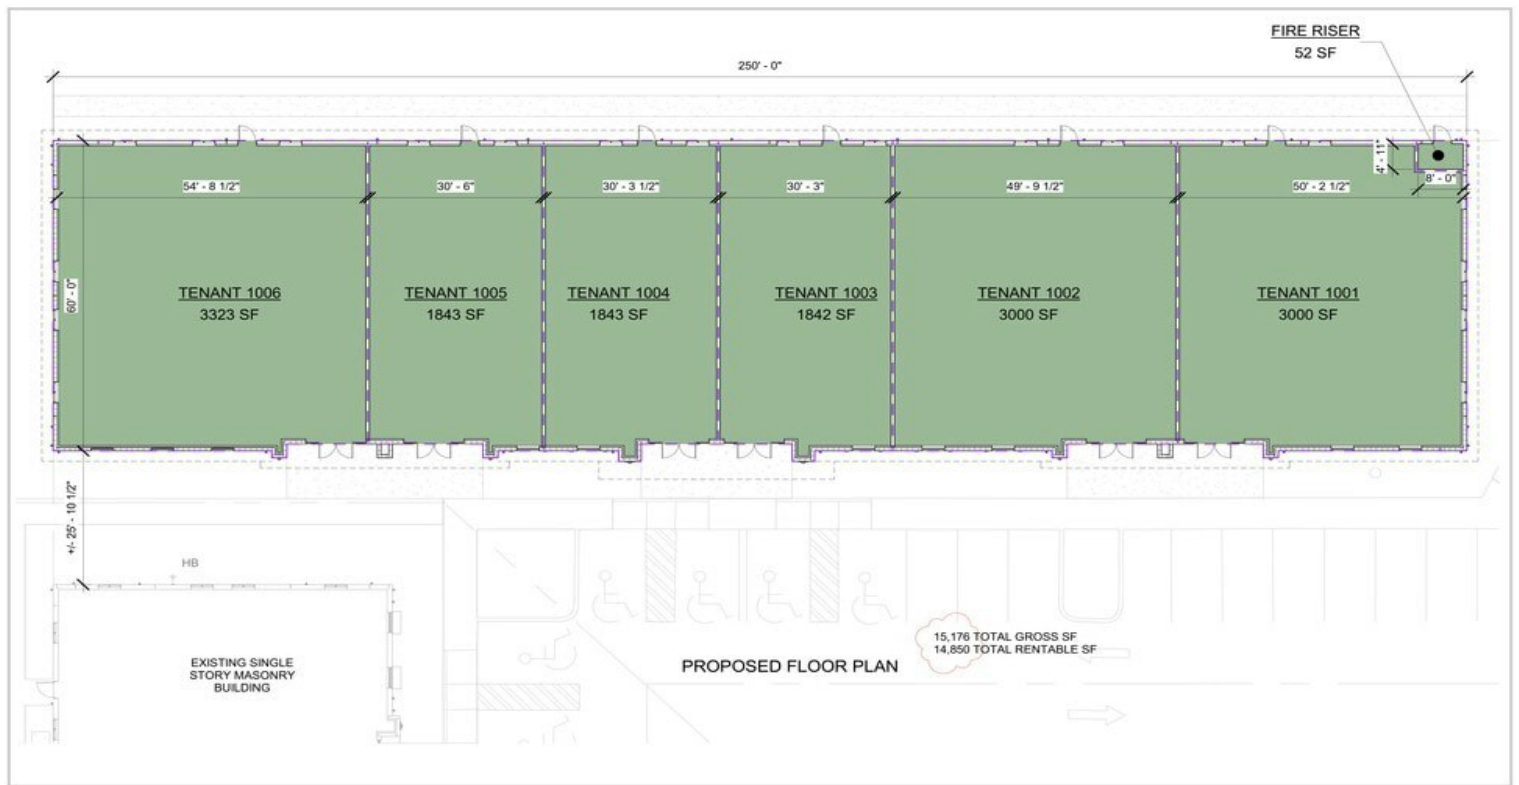 FIRE RISER
52 SF
250' - 0"
4' - 11"
8' - 0"
54' - 8 1/2"
30' - 6"
30' - 3 1/2"
30' - 3"
49' - 9 1/2"
50' - 2 1/2"
60' - 0"
TENANT 1006
3323 SF
TENANT 1005
1843 SF
TENANT 1004
1843 SF
TENANT 1003
1842 SF
TENANT 1002
3000 SF
TENANT 1001
3000 SF
+/- 25' - 10 1/2"
HB
EXISTING SINGLE
STORY MASONRY
BUILDING
PROPOSED FLOOR PLAN
15,176 TOTAL GROSS SF
14,850 TOTAL RENTABLE SF